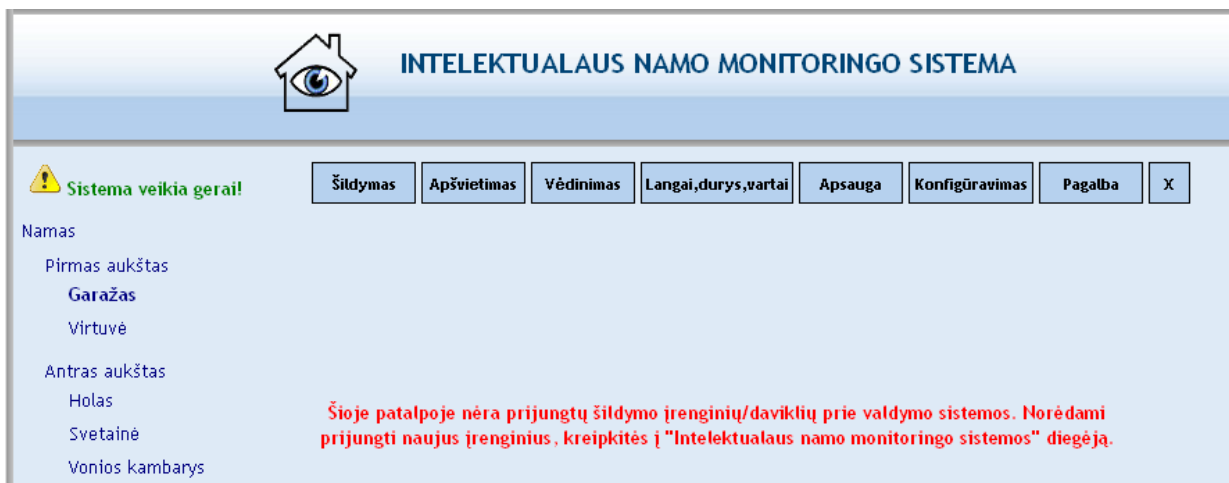 INTELEKTUALAUS NAMO MONITORINGO SISTEMA
Sistema veikia gerai!
Šildymas Apšvietimas Vėdinimas Langai,durys,vartai Apsauga Konfigūravimas Pagalba X
Namas
Pirmas aukštas
Garažas
Virtuvė
Antras aukštas
Holas
Svetainė
Vonios kambarys
Šioje patalpoje nėra prijungtų šildymo įrenginių/daviklių prie valdymo sistemos. Norėdami
prijungti naujus įrenginius, kreipkitės į "Intelektualaus namo monitoringo sistemos" diegėją.